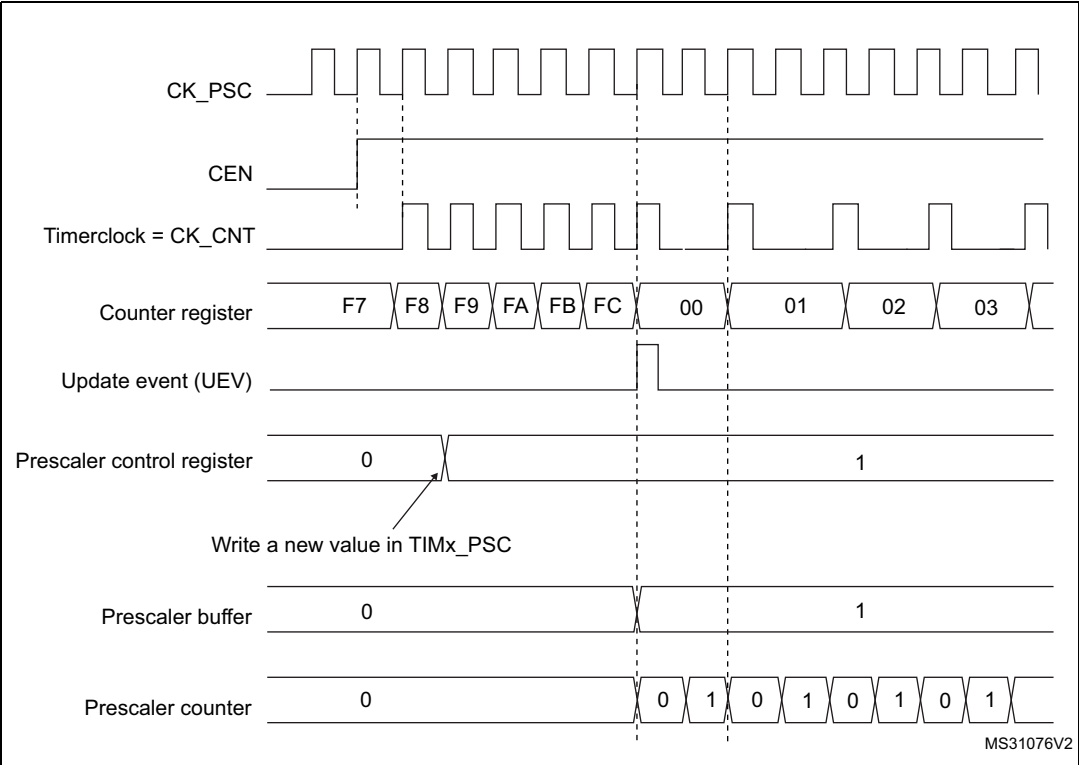 CK_PSC
CEN
Timerclock = CK_CNT
Counter register F7 F8 F9 FA FB FC 00 01 02 03
Update event (UEV)
Prescaler control register 0 1
Write a new value in TIMx_PSC
Prescaler buffer 0 1
Prescaler counter 0 0 1 0 1 0 1 0 1
MS31076V2